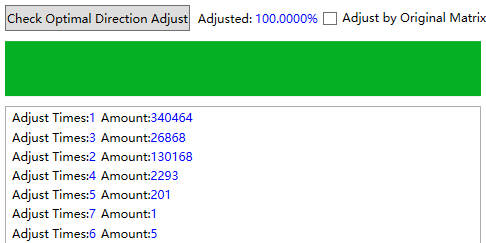 Check Optimal Direction Adjust Adjusted: 100.0000% Adjust by Original Matrix
Adjust Times:1 Amount:340464
Adjust Times:3 Amount:26868
Adjust Times:2 Amount:130168
Adjust Times:4 Amount:2293
Adjust Times:5 Amount:201
Adjust Times:7 Amount:1
Adjust Times:6 Amount:5